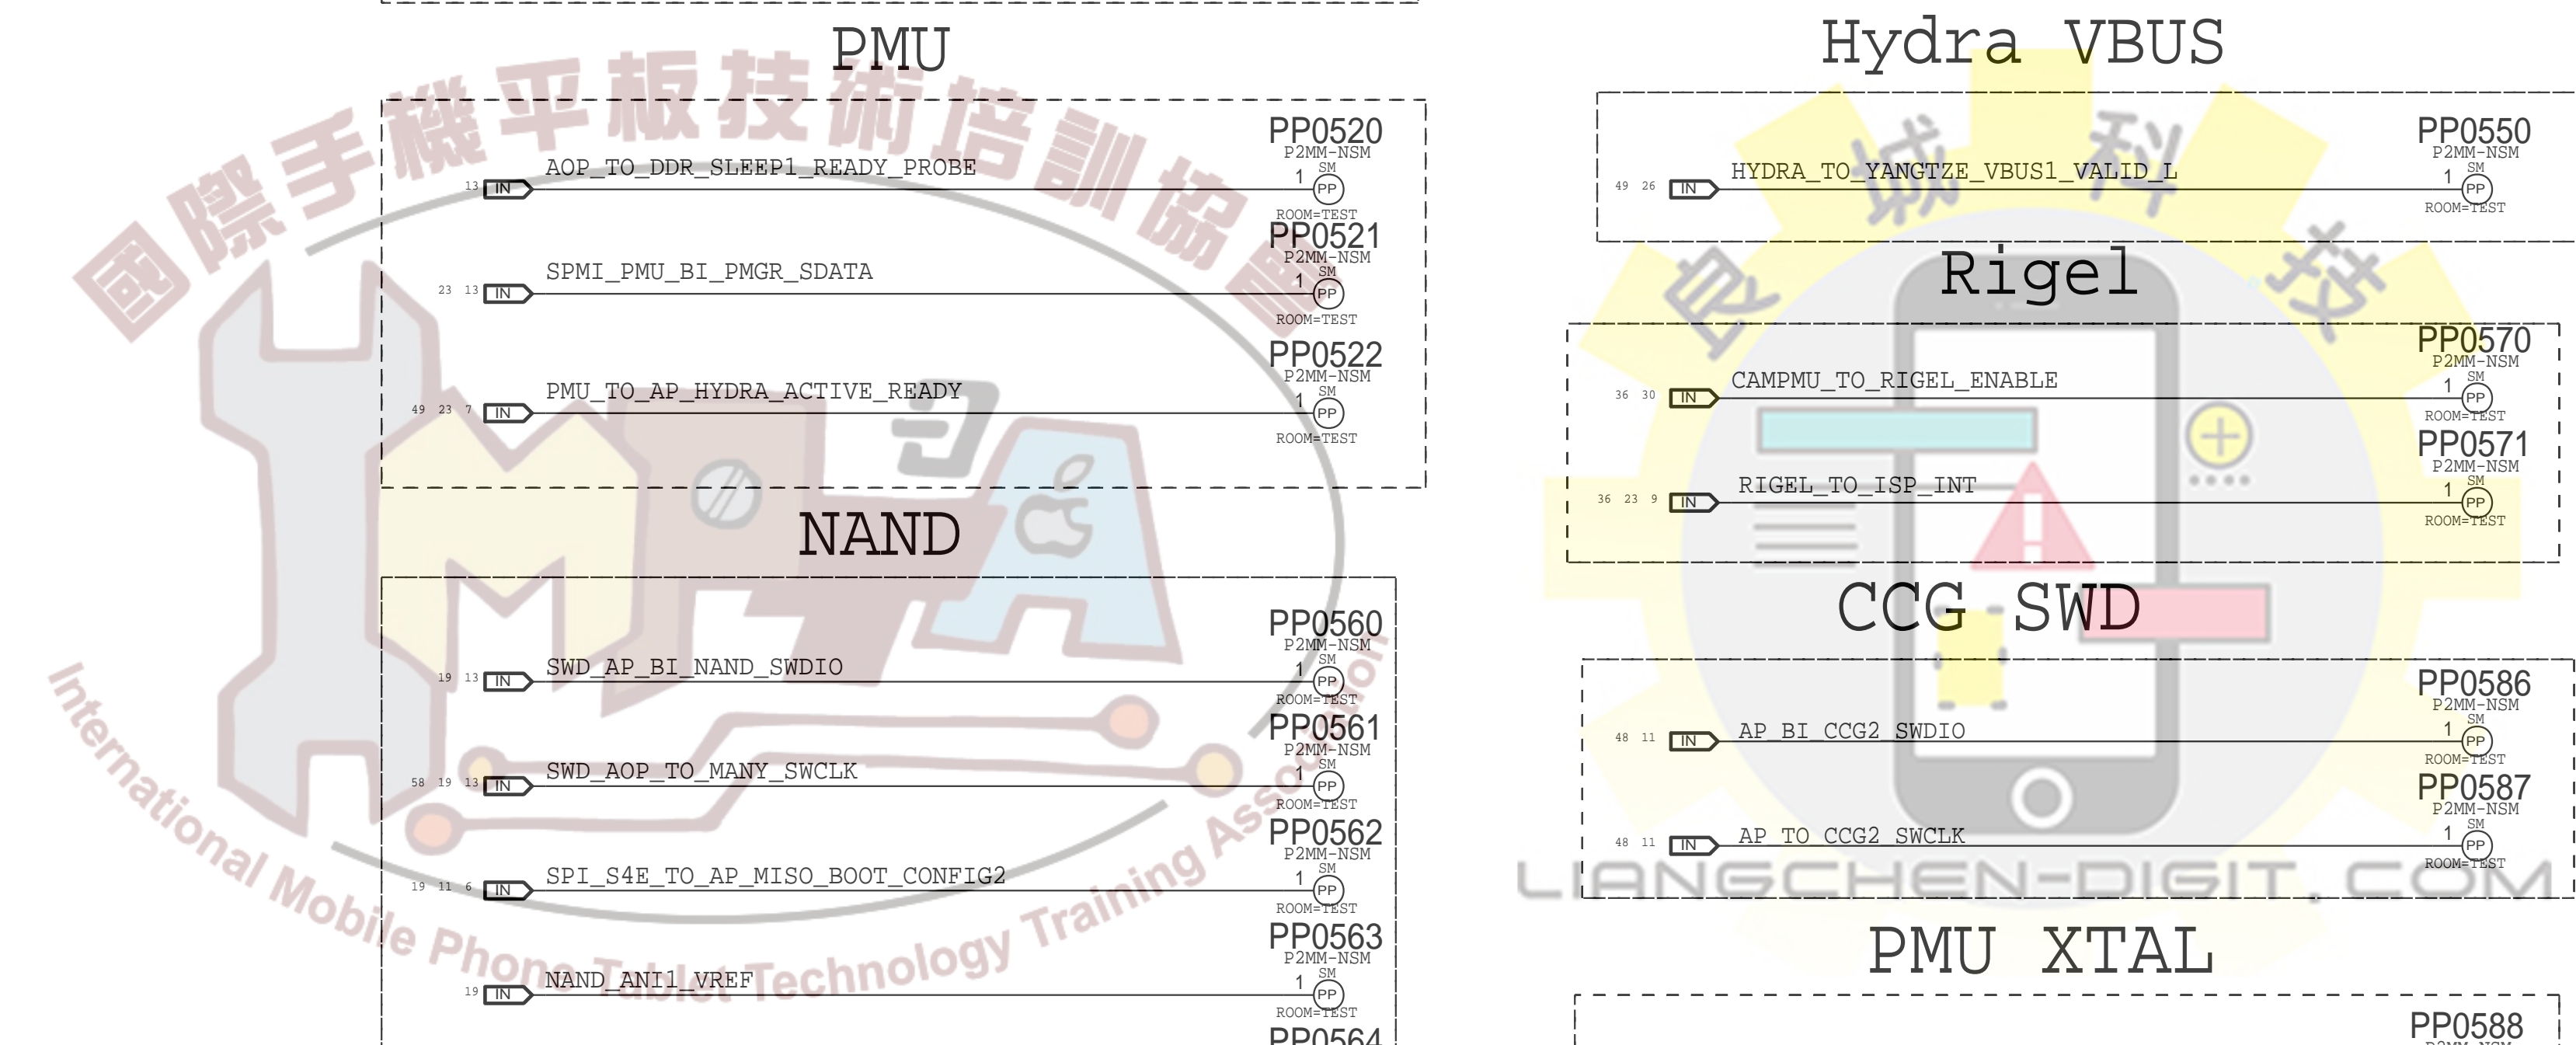 PMU
AOP_TO_DDR_SLEEP1_READY_PROBE
13
IN
PP0520
P2MM-NSM
SM
1
PP
ROOM=TEST
SPMI_PMU_BI_PMGR_SDATA
23 13
IN
PP0521
P2MM-NSM
SM
1
PP
ROOM=TEST
PMU_TO_AP_HYDRA_ACTIVE_READY
49 23 7
IN
PP0522
P2MM-NSM
SM
1
PP
ROOM=TEST
NAND
SWD_AP_BI_NAND_SWDIO
19 13
IN
PP0560
P2MM-NSM
SM
1
PP
ROOM=TEST
SWD_AOP_TO_MANY_SWCLK
58 19 13
IN
PP0561
P2MM-NSM
SM
1
PP
ROOM=TEST
SPI_S4E_TO_AP_MISO_BOOT_CONFIG2
19 11 6
IN
PP0562
P2MM-NSM
SM
1
PP
ROOM=TEST
NAND_ANI1_VREF
19
IN
PP0563
P2MM-NSM
SM
1
PP
ROOM=TEST
PP0564
Hydra VBUS
HYDRA_TO_YANGTZE_VBUS1_VALID_L
49 26
IN
PP0550
P2MM-NSM
SM
1
PP
ROOM=TEST
Rigel
CAMPMU_TO_RIGEL_ENABLE
36 30
IN
PP0570
P2MM-NSM
SM
1
PP
ROOM=TEST
RIGEL_TO_ISP_INT
36 23 9
IN
PP0571
P2MM-NSM
SM
1
PP
ROOM=TEST
CCG SWD
AP_BI_CCG2_SWDIO
48 11
IN
PP0586
P2MM-NSM
SM
1
PP
ROOM=TEST
AP_TO_CCG2_SWCLK
48 11
IN
PP0587
P2MM-NSM
SM
1
PP
ROOM=TEST
PMU XTAL
PP0588
P2MM-NSM
國際手機平板技術培訓協會
International Mobile Phone Tablet Technology Training Association
良城科技
LIANGCHEN-DIGIT.COM